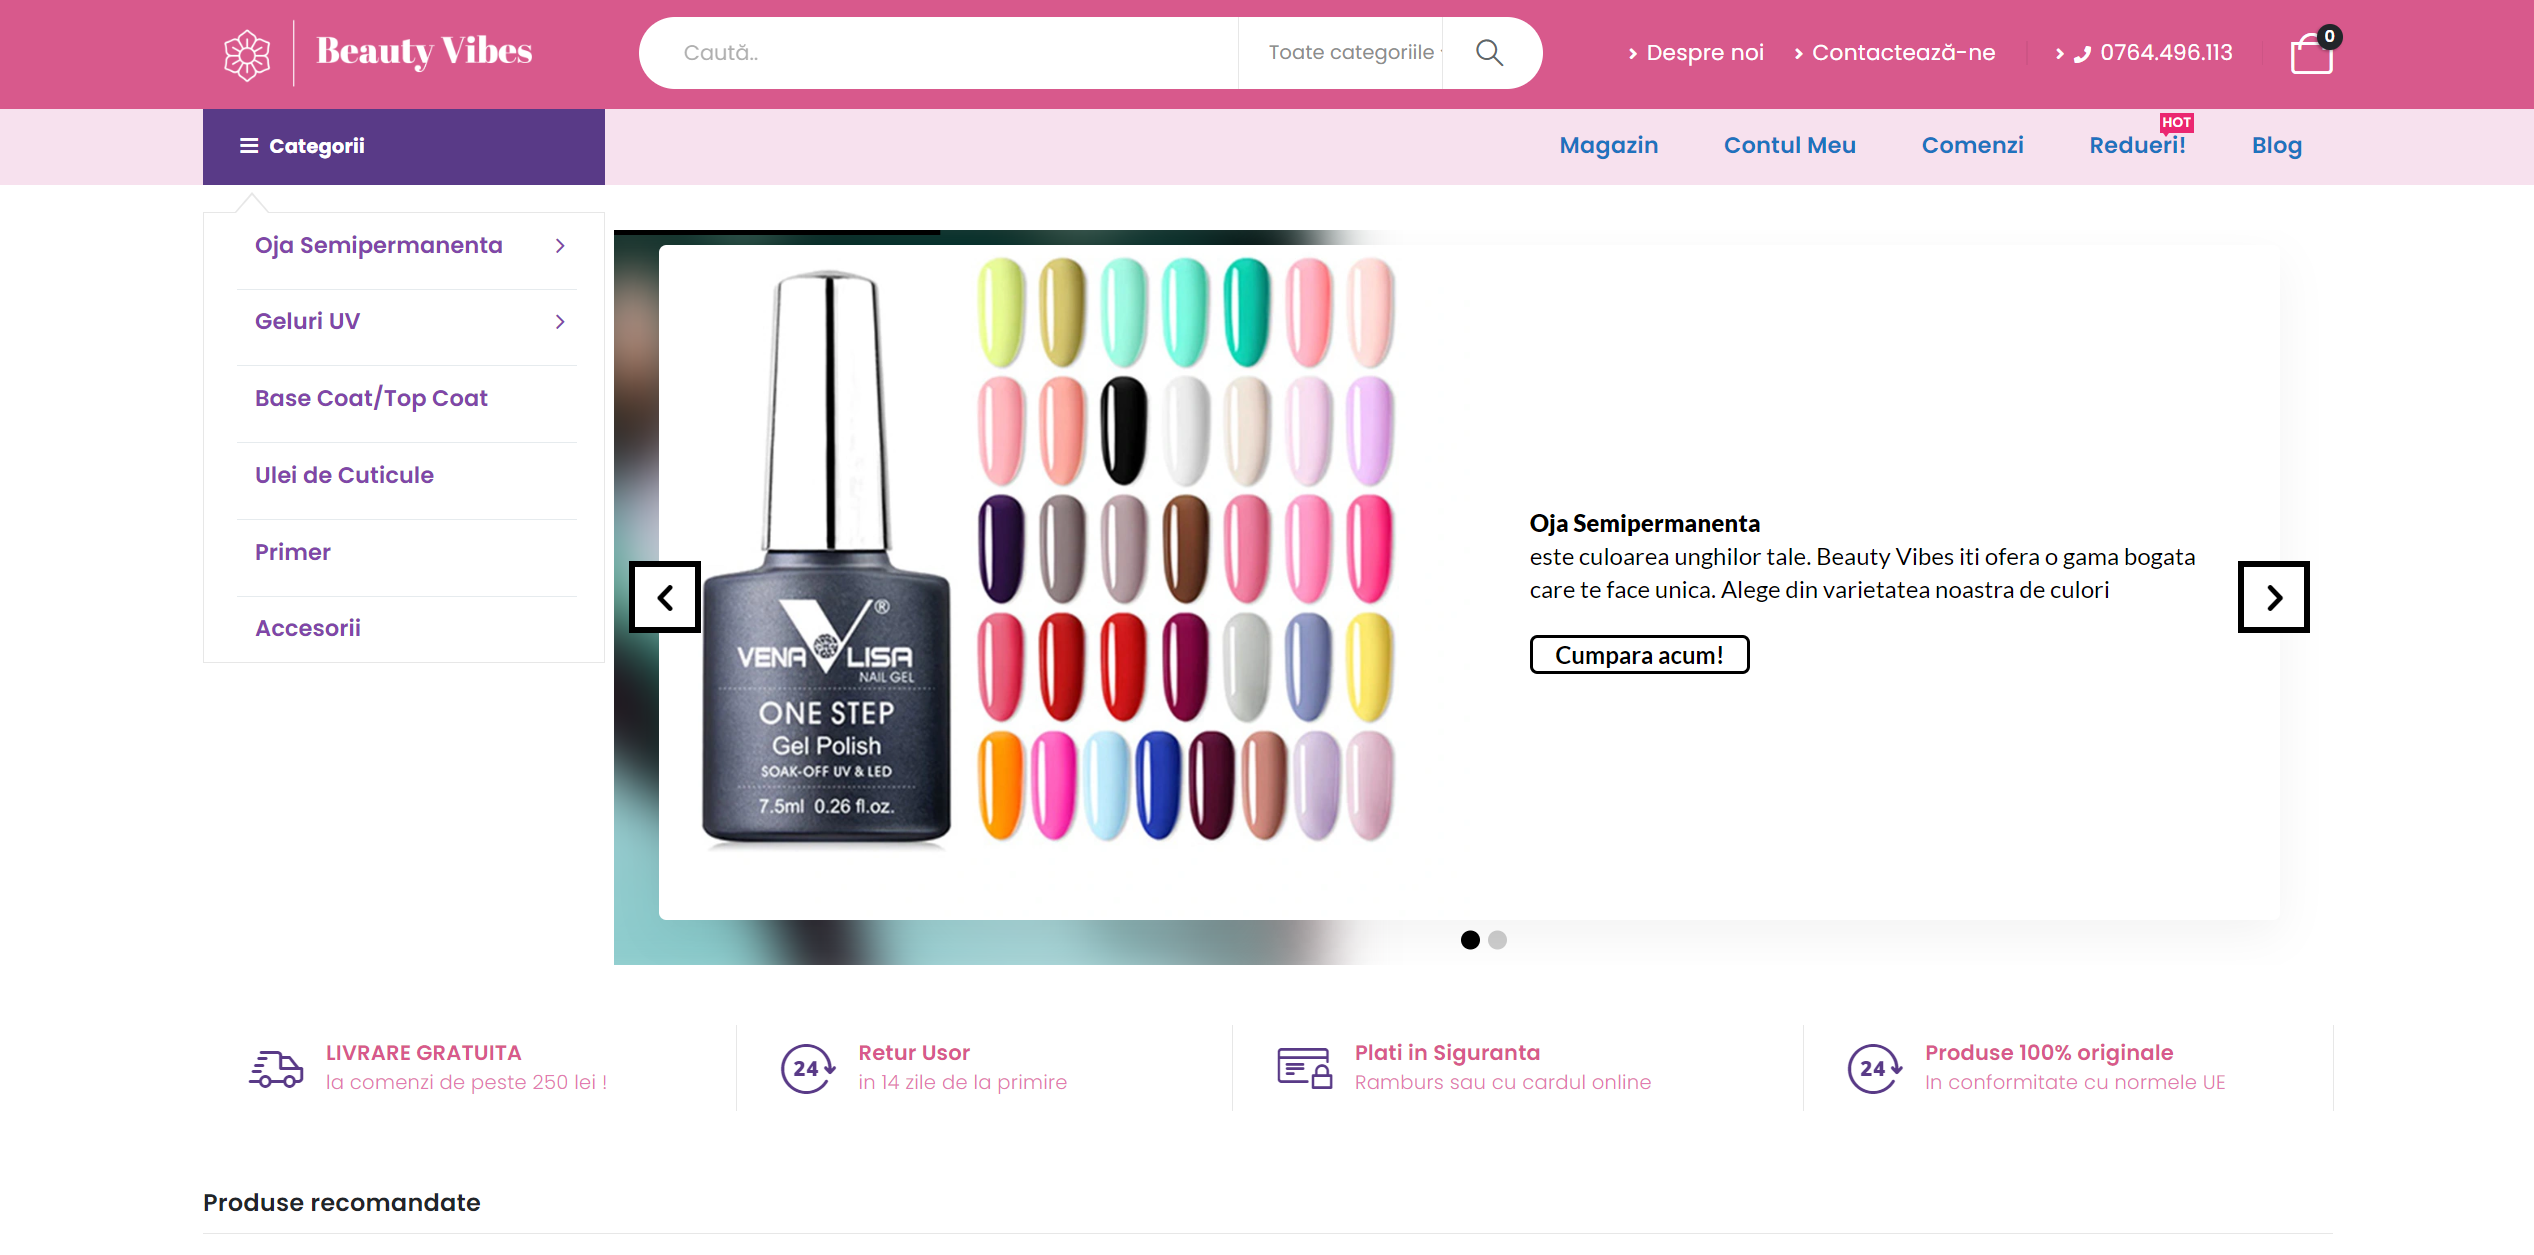 Beauty Vibes
Caută..
Toate categoriile
Despre noi
Contactează-ne
0764.496.113
0
Categorii
Magazin
Contul Meu
Comenzi
HOT
Redueri!
Blog
Oja Semipermanenta
Geluri UV
Base Coat/Top Coat
Ulei de Cuticule
Primer
Accesorii
VENALISA ®
NAIL GEL
ONE STEP
Gel Polish
SOAK-OFF UV & LED
7.5ml 0.26 fl.oz.
Oja Semipermanenta
este culoarea unghilor tale. Beauty Vibes iti ofera o gama bogata
care te face unica. Alege din varietatea noastra de culori
Cumpara acum!
LIVRARE GRATUITA
la comenzi de peste 250 lei !
24
Retur Usor
in 14 zile de la primire
Plati in Siguranta
Ramburs sau cu cardul online
24
Produse 100% originale
In conformitate cu normele UE
Produse recomandate